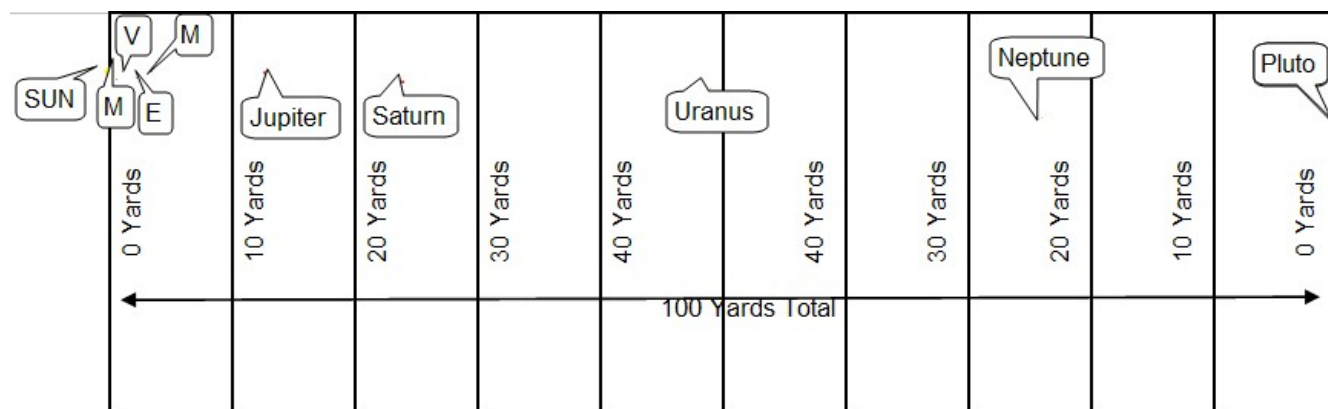 V
M
SUN
M
E
Jupiter
Saturn
Uranus
Neptune
Pluto
0 Yards
10 Yards
20 Yards
30 Yards
40 Yards
40 Yards
30 Yards
20 Yards
10 Yards
0 Yards
100 Yards Total